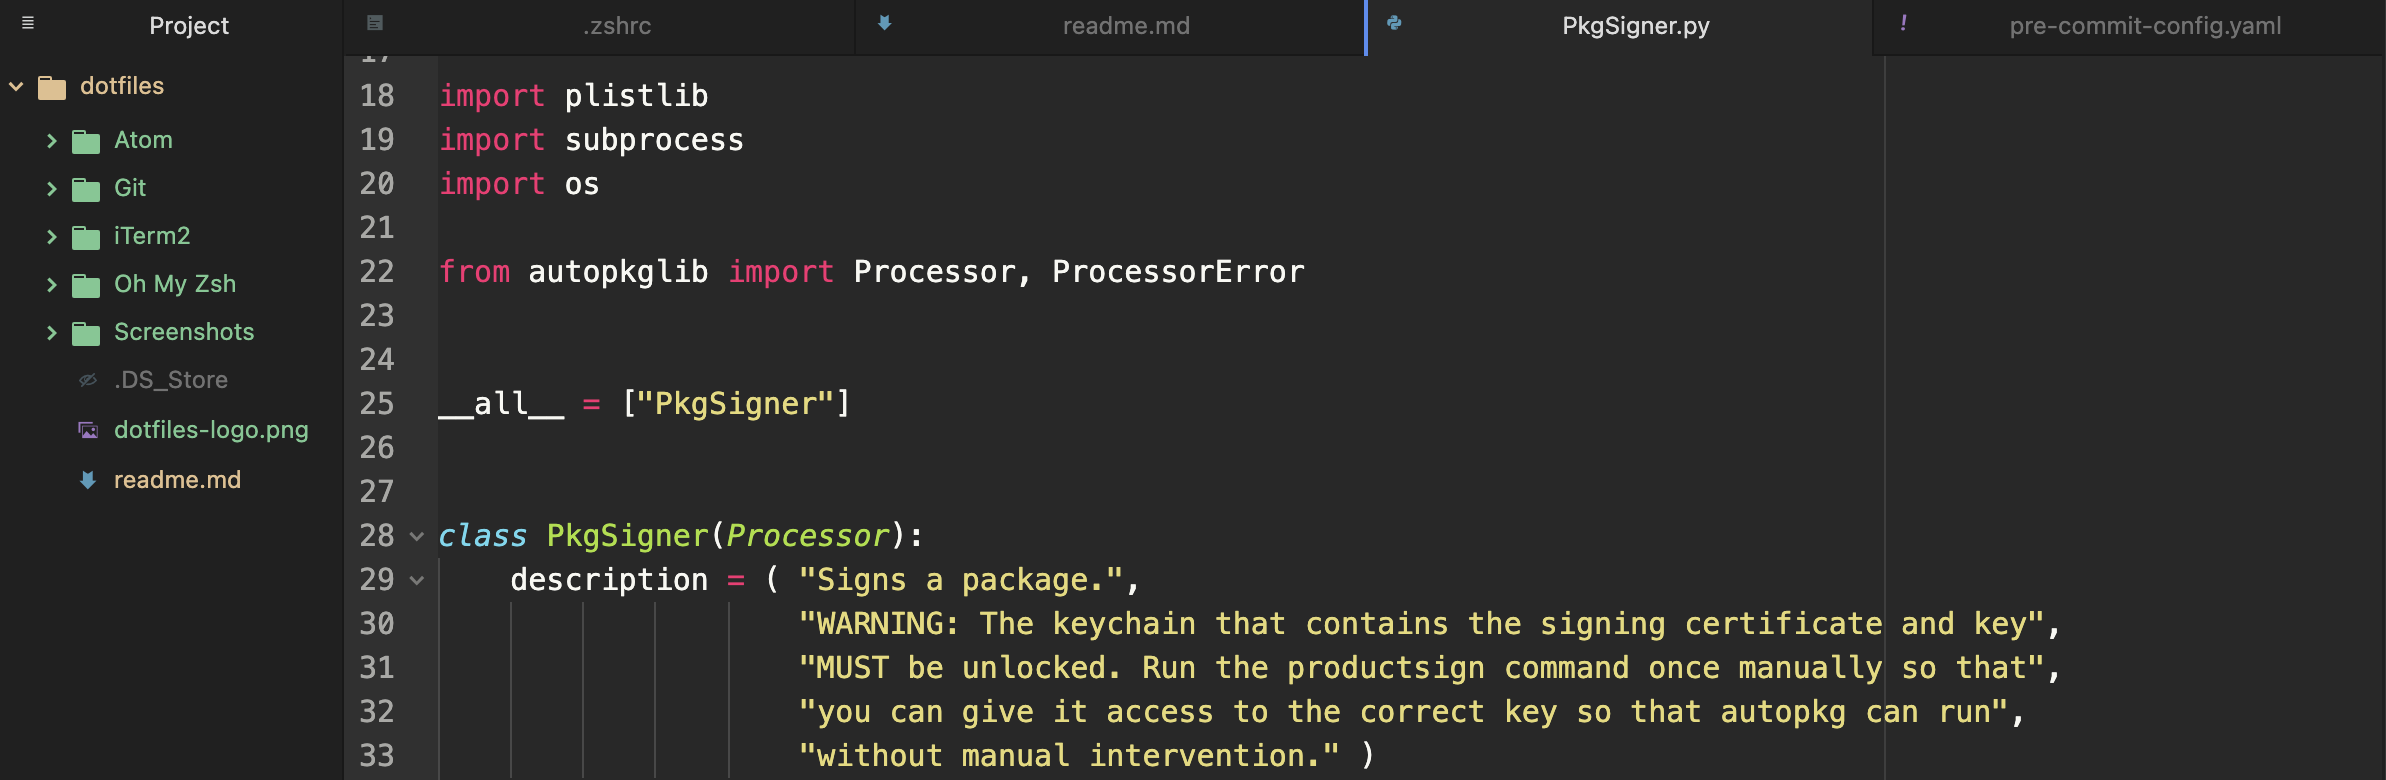 Project
.zshrc
readme.md
PkgSigner.py
pre-commit-config.yaml
dotfiles
Atom
Git
iTerm2
Oh My Zsh
Screenshots
.DS_Store
dotfiles-logo.png
readme.md
17
18 import plistlib
19 import subprocess
20 import os
21
22 from autopkglib import Processor, ProcessorError
23
24
25 __all__ = ["PkgSigner"]
26
27
28 class PkgSigner(Processor):
29     description = ( "Signs a package.",
30                     "WARNING: The keychain that contains the signing certificate and key",
31                     "MUST be unlocked. Run the productsign command once manually so that",
32                     "you can give it access to the correct key so that autopkg can run",
33                     "without manual intervention." )